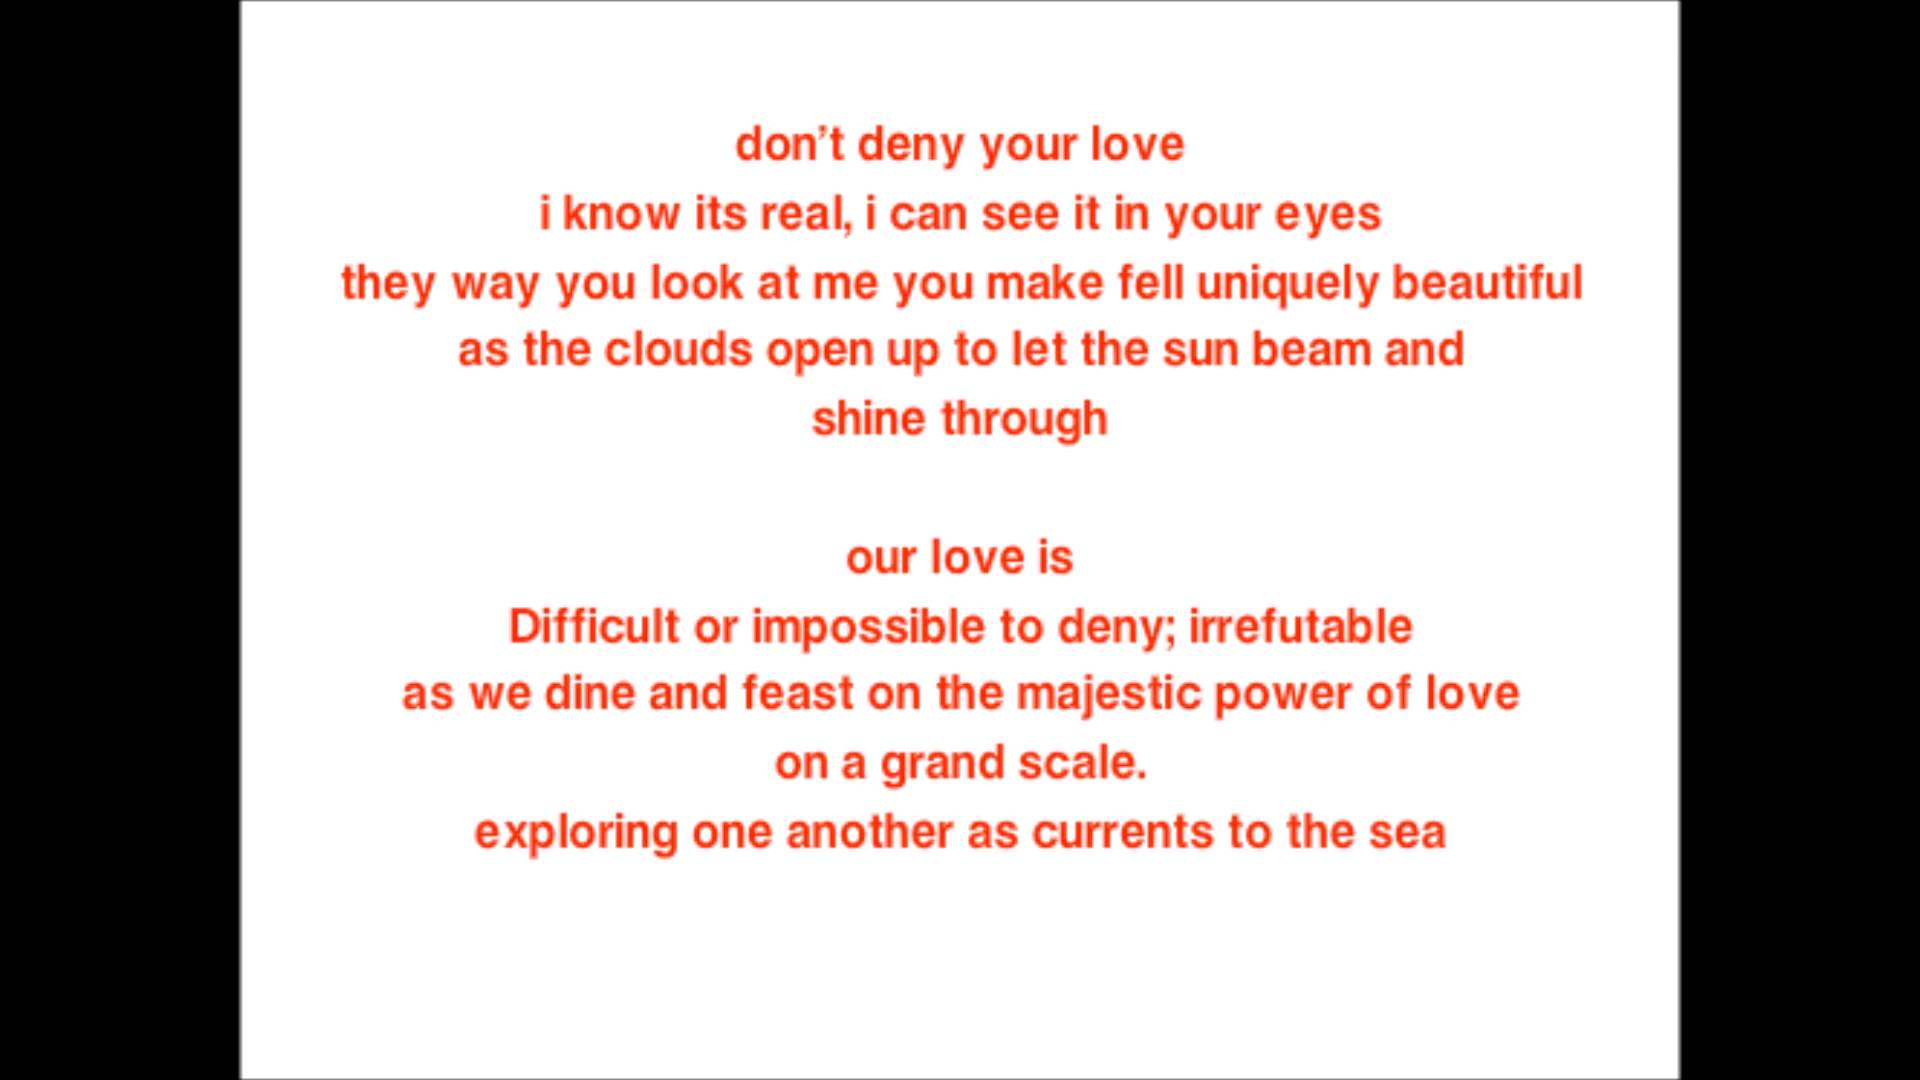 don’t deny your love
i know its real, i can see it in your eyes
they way you look at me you make fell uniquely beautiful
as the clouds open up to let the sun beam and
shine through
our love is
Difficult or impossible to deny; irrefutable
as we dine and feast on the majestic power of love
on a grand scale.
exploring one another as currents to the sea